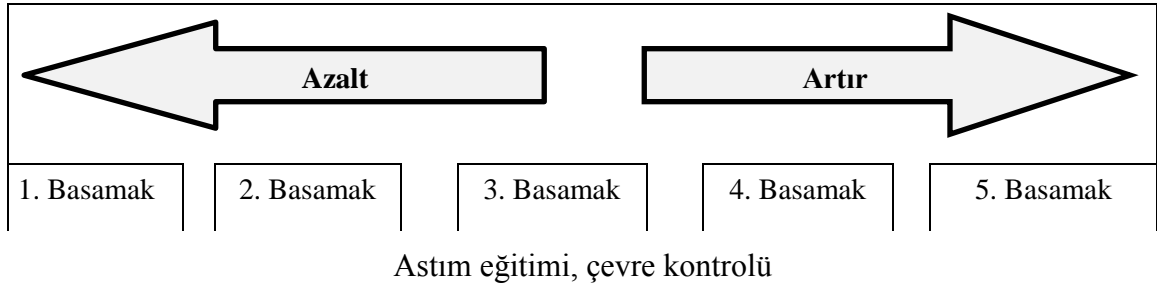 Azalt Artır
1. Basamak 2. Basamak 3. Basamak 4. Basamak 5. Basamak
Astım eğitimi, çevre kontrolü